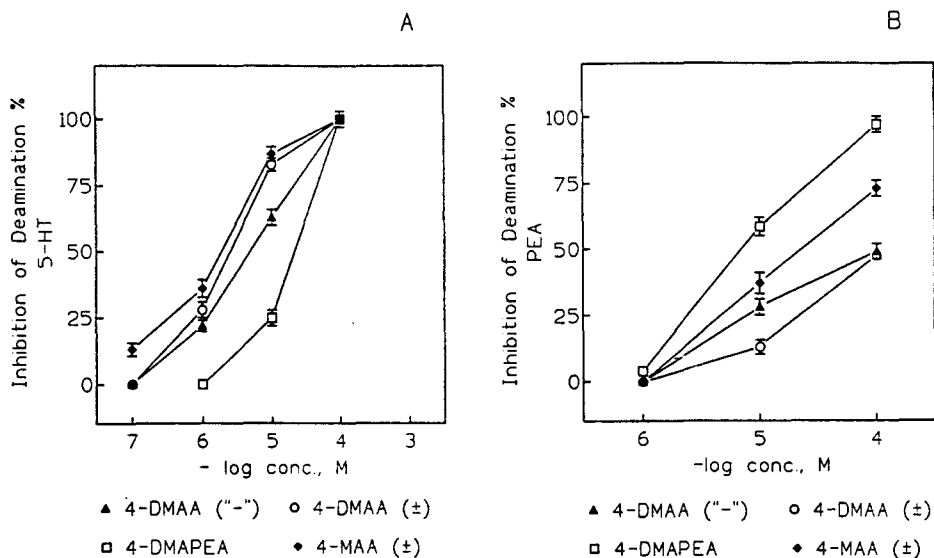 A
Inhibition of Deamination %
5-HT
100
75
50
25
0
7 6 5 4 3
- log conc., M
▲ 4-DMAA ("-") ○ 4-DMAA (±)
□ 4-DMAPEA ◆ 4-MAA (±)
B
Inhibition of Deamination %
PEA
100
75
50
25
0
6 5 4
-log conc., M
▲ 4-DMAA ("-") ○ 4-DMAA (±)
□ 4-DMAPEA ◆ 4-MAA (±)